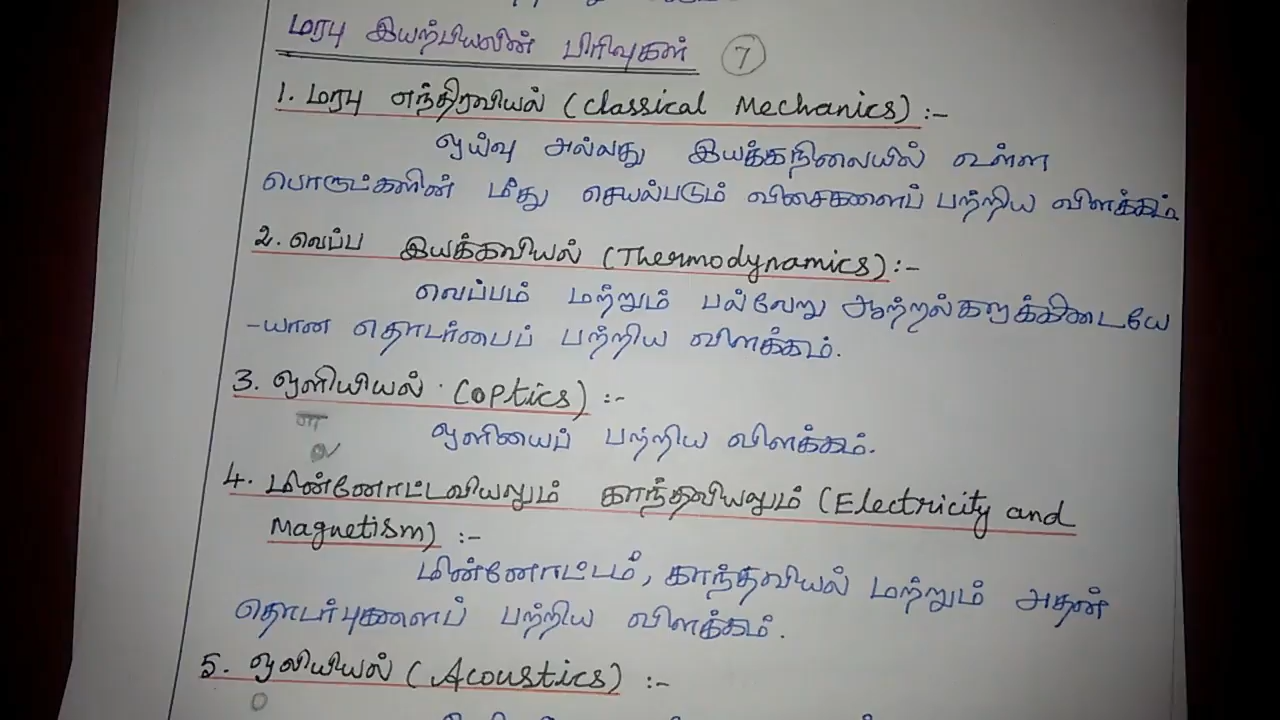 மரபு இயற்பியலின் பிரிவுகள் 7
1. மரபு எந்திரவியல் (Classical Mechanics) :-
ஓய்வு அல்லது இயக்கநிலையில் உள்ள
பொருட்களின் மீது செயல்படும் விசைகளைப் பற்றிய விளக்கம்.
2. வெப்ப இயக்கவியல் (Thermodynamics) :-
வெப்பம் மற்றும் பல்வேறு ஆற்றல்களுக்கிடையே
-யான தொடர்பைப் பற்றிய விளக்கம்.
3. ஒளியியல் (Optics) :-
ஒளியைப் பற்றிய விளக்கம்.
4. மின்னோட்டவியலும் காந்தவியலும் (Electricity and
Magnetism) :-
மின்னோட்டம், காந்தவியல் மற்றும் அதன்
தொடர்புகளைப் பற்றிய விளக்கம்.
5. ஒலியியல் (Acoustics) :-